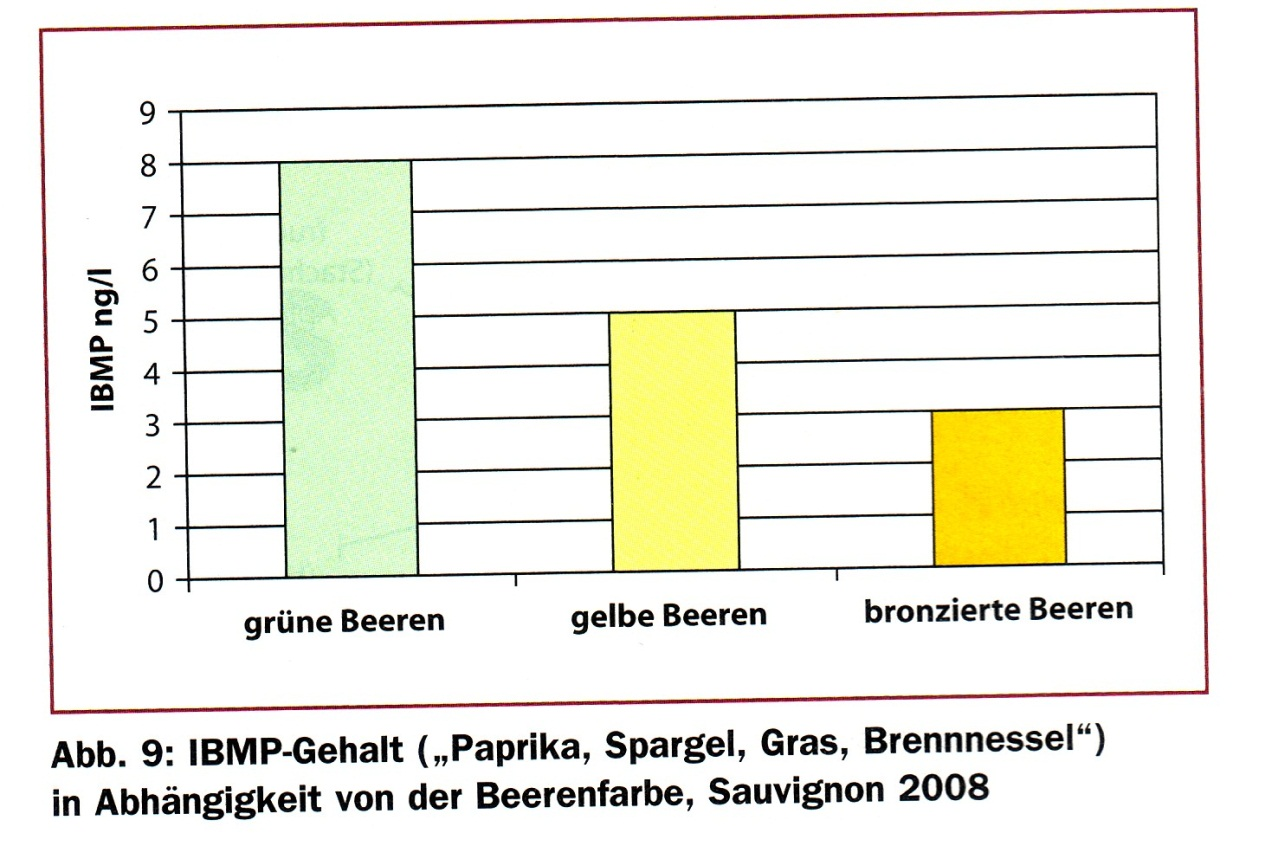 9
8
7
6
5
4
3
2
1
0
IBMP ng/l
grüne Beeren
gelbe Beeren
bronzierte Beeren
Abb. 9: IBMP-Gehalt („Paprika, Spargel, Gras, Brennnessel“)
in Abhängigkeit von der Beerenfarbe, Sauvignon 2008